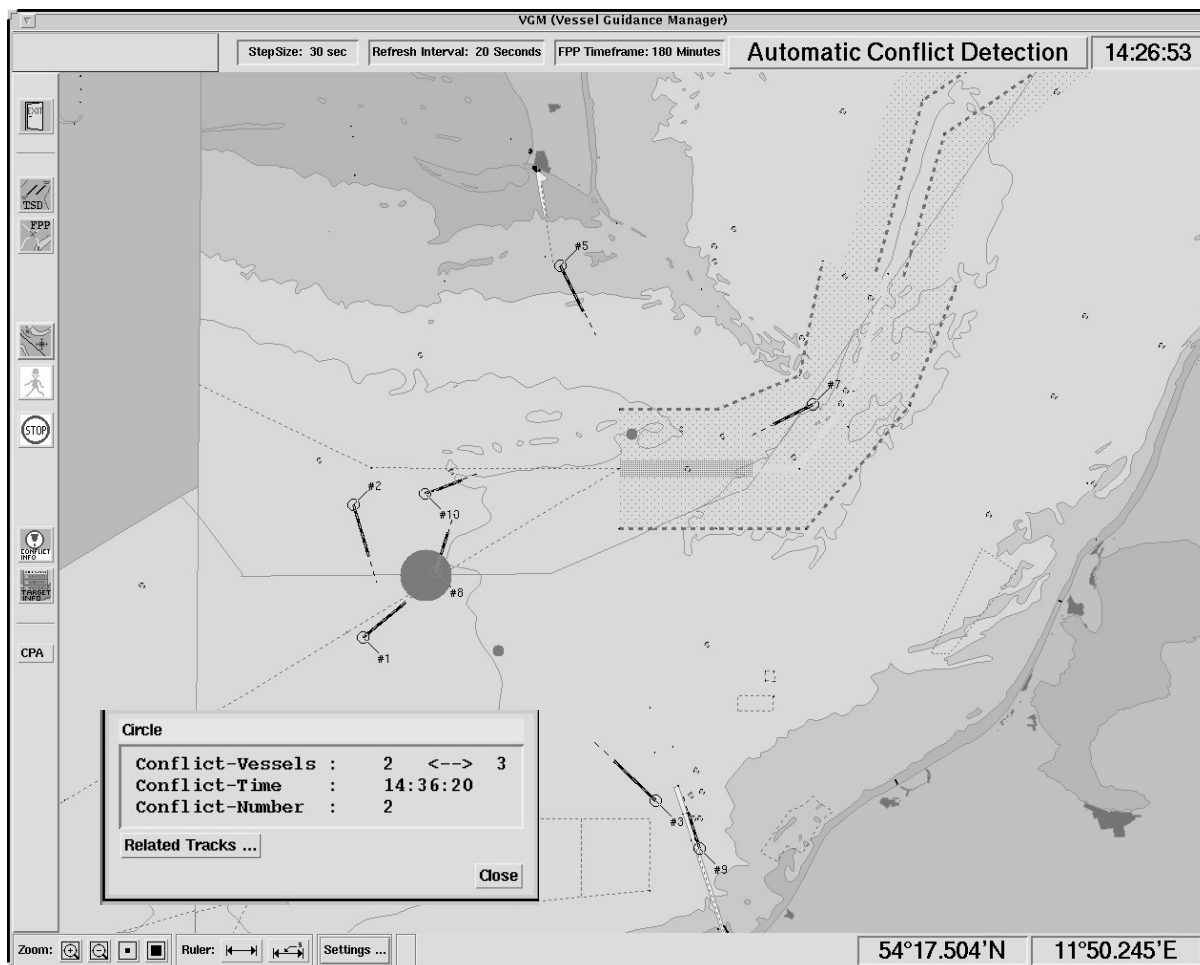 VGM (Vessel Guidance Manager)
StepSize: 30 sec
Refresh Interval: 20 Seconds
FPP Timeframe: 180 Minutes
Automatic Conflict Detection
14:26:53
EXIT
TSD
FPP
STOP
CONFLICT
INFO
TARGET
INFO
CPA
#5
#7
#2
#10
#8
#1
#3
#9
Circle
Conflict-Vessels : 2 <--> 3
Conflict-Time : 14:36:20
Conflict-Number : 2
Related Tracks ...
Close
Zoom:
Ruler:
Settings ...
54°17.504'N
11°50.245'E